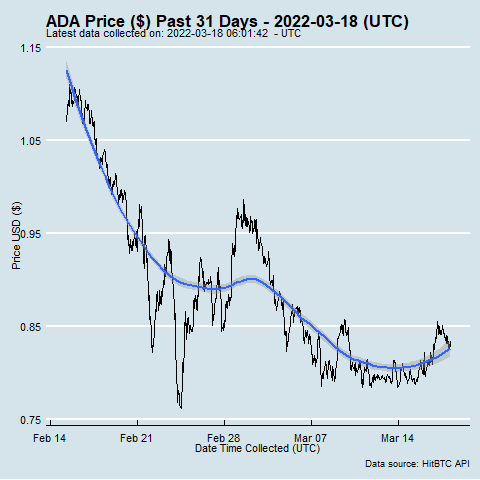 ADA Price ($) Past 31 Days - 2022-03-18 (UTC)
Latest data collected on: 2022-03-18 06:01:42 - UTC
1.15
1.05
0.95
0.85
0.75
Price USD ($)
Feb 14 Feb 21 Feb 28 Mar 07 Mar 14
Date Time Collected (UTC)
Data source: HitBTC API